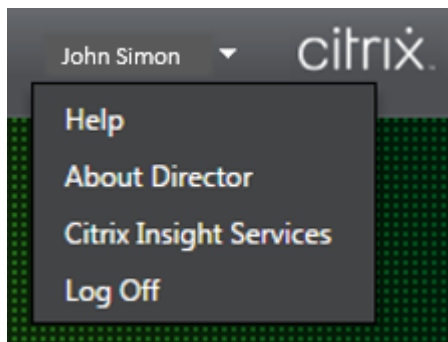 John Simon
citrix
Help
About Director
Citrix Insight Services
Log Off